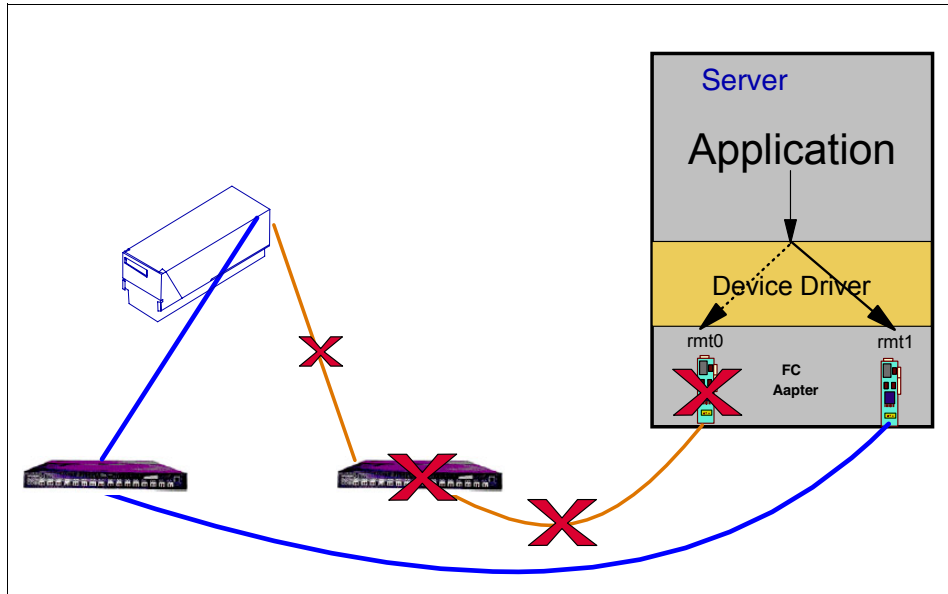 Server
Application
Device Driver
rmt0
rmt1
FC
Aapter